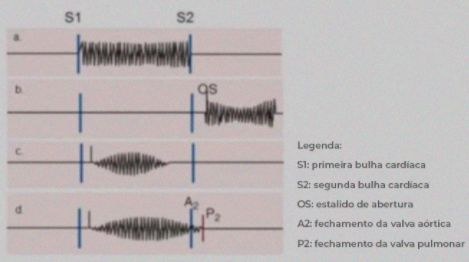 S1 S2
a.
b. OS
c.
d. A2 P2
Legenda:
S1: primeira bulha cardíaca
S2: segunda bulha cardíaca
OS: estalido de abertura
A2: fechamento da valva aórtica
P2: fechamento da valva pulmonar